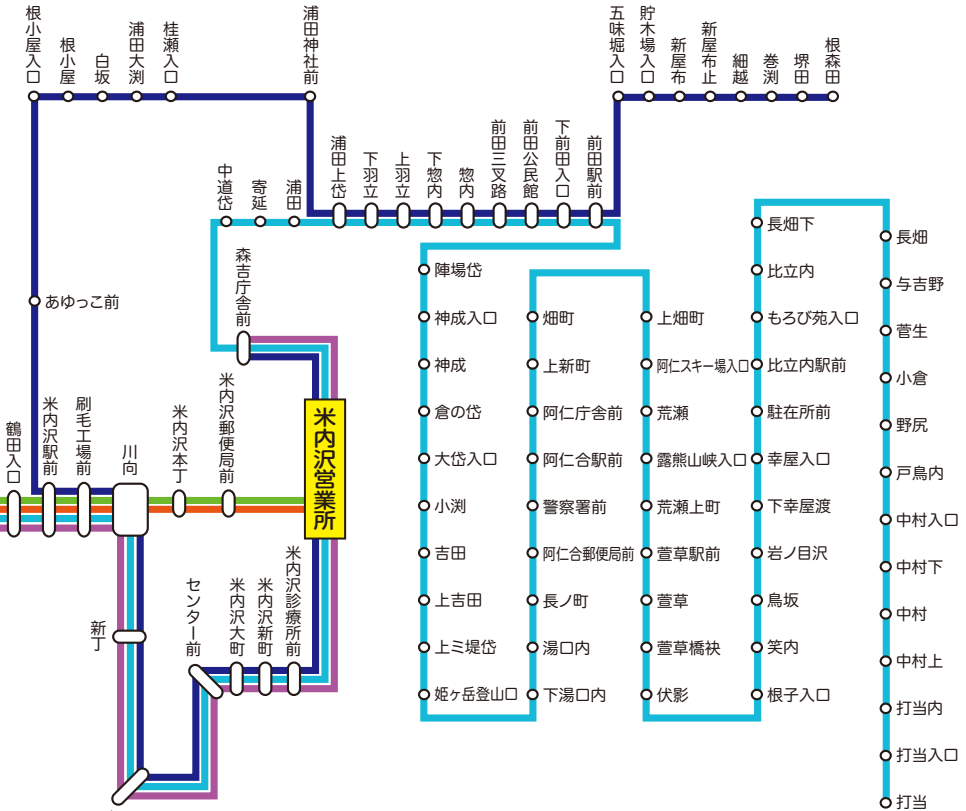 根小屋入口
根小屋
白坂
浦田大渕
桂瀬入口
浦田神社前
五味堀入口
貯木場入口
新屋布
新屋布止
細越
巻渕
堺田
根森田
中道岱
寄延
浦田
浦田上岱
下羽立
上羽立
下惣内
惣内
前田三叉路
前田公民館
下前田入口
前田駅前
森吉庁舎前
あゆっこ前
鶴田入口
米内沢駅前
刷毛工場前
川向
米内沢本丁
米内沢郵便局前
米内沢営業所
新丁
センター前
米内沢大町
米内沢新町
米内沢診療所前
陣場岱
神成入口
神成
倉の岱
大岱入口
小渕
吉田
上吉田
上ミ堤岱
姫ヶ岳登山口
畑町
上新町
阿仁庁舎前
阿仁合駅前
警察署前
阿仁合郵便局前
長ノ町
湯口内
下湯口内
上畑町
阿仁スキー場入口
荒瀬
露熊山峡入口
荒瀬上町
萱草駅前
萱草
萱草橋袂
伏影
長畑下
比立内
もろび苑入口
比立内駅前
駐在所前
幸屋入口
下幸屋渡
岩ノ目沢
鳥坂
笑内
根子入口
長畑
与吉野
菅生
小倉
野尻
戸鳥内
中村入口
中村下
中村
中村上
打当内
打当入口
打当